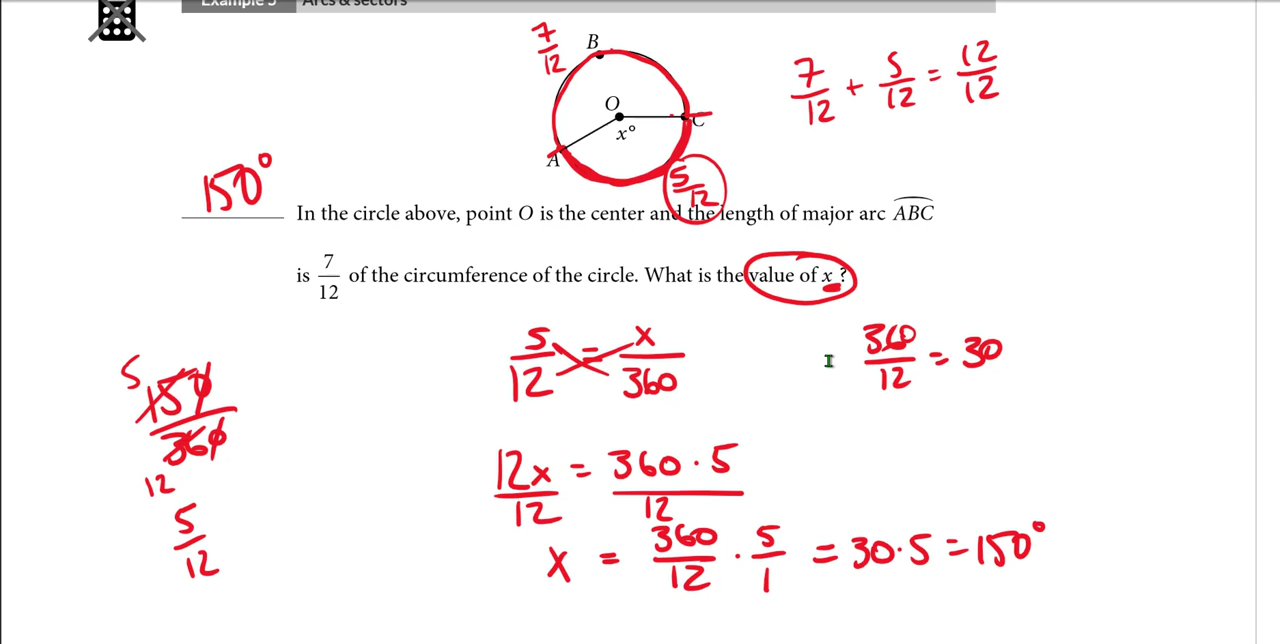 Example 5 Arcs & sectors
7/12
B
O
x°
A
C
5/12
7/12 + 5/12 = 12/12
150°
In the circle above, point O is the center and the length of major arc ABC
is 7/12 of the circumference of the circle. What is the value of x ?
5/12 = x/360
360/12 = 30
150/360
5
12
5/12
12x/12 = 360 · 5/12
x = 360/12 · 5/1 = 30 · 5 = 150°